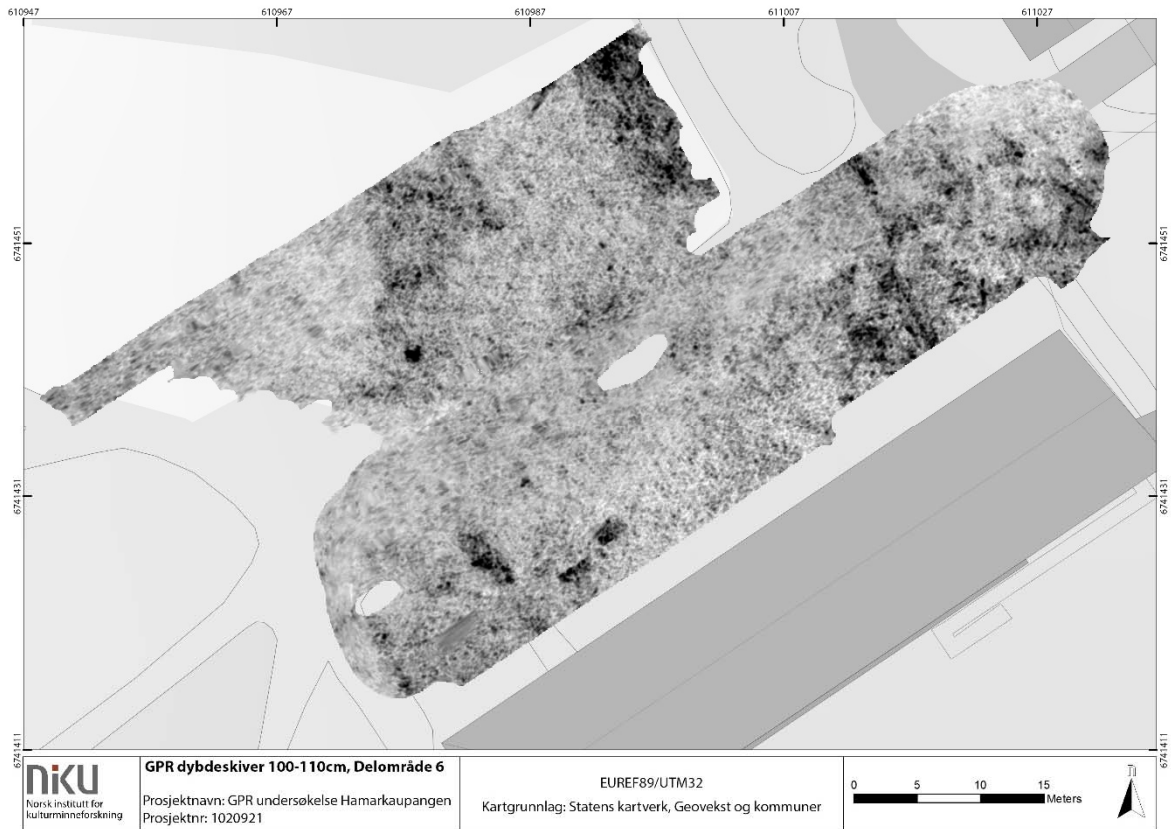 610947
610967
610987
611007
611027
6741451
6741451
6741431
6741431
6741411
6741411
NIKU
Norsk institutt for
kulturminneforskning
GPR dybdeskiver 100-110cm, Delområde 6
Prosjektnavn: GPR undersøkelse Hamarkaupangen
Prosjektnr: 1020921
EUREF89/UTM32
Kartgrunnlag: Statens kartverk, Geovekst og kommuner
0 5 10 15
Meters